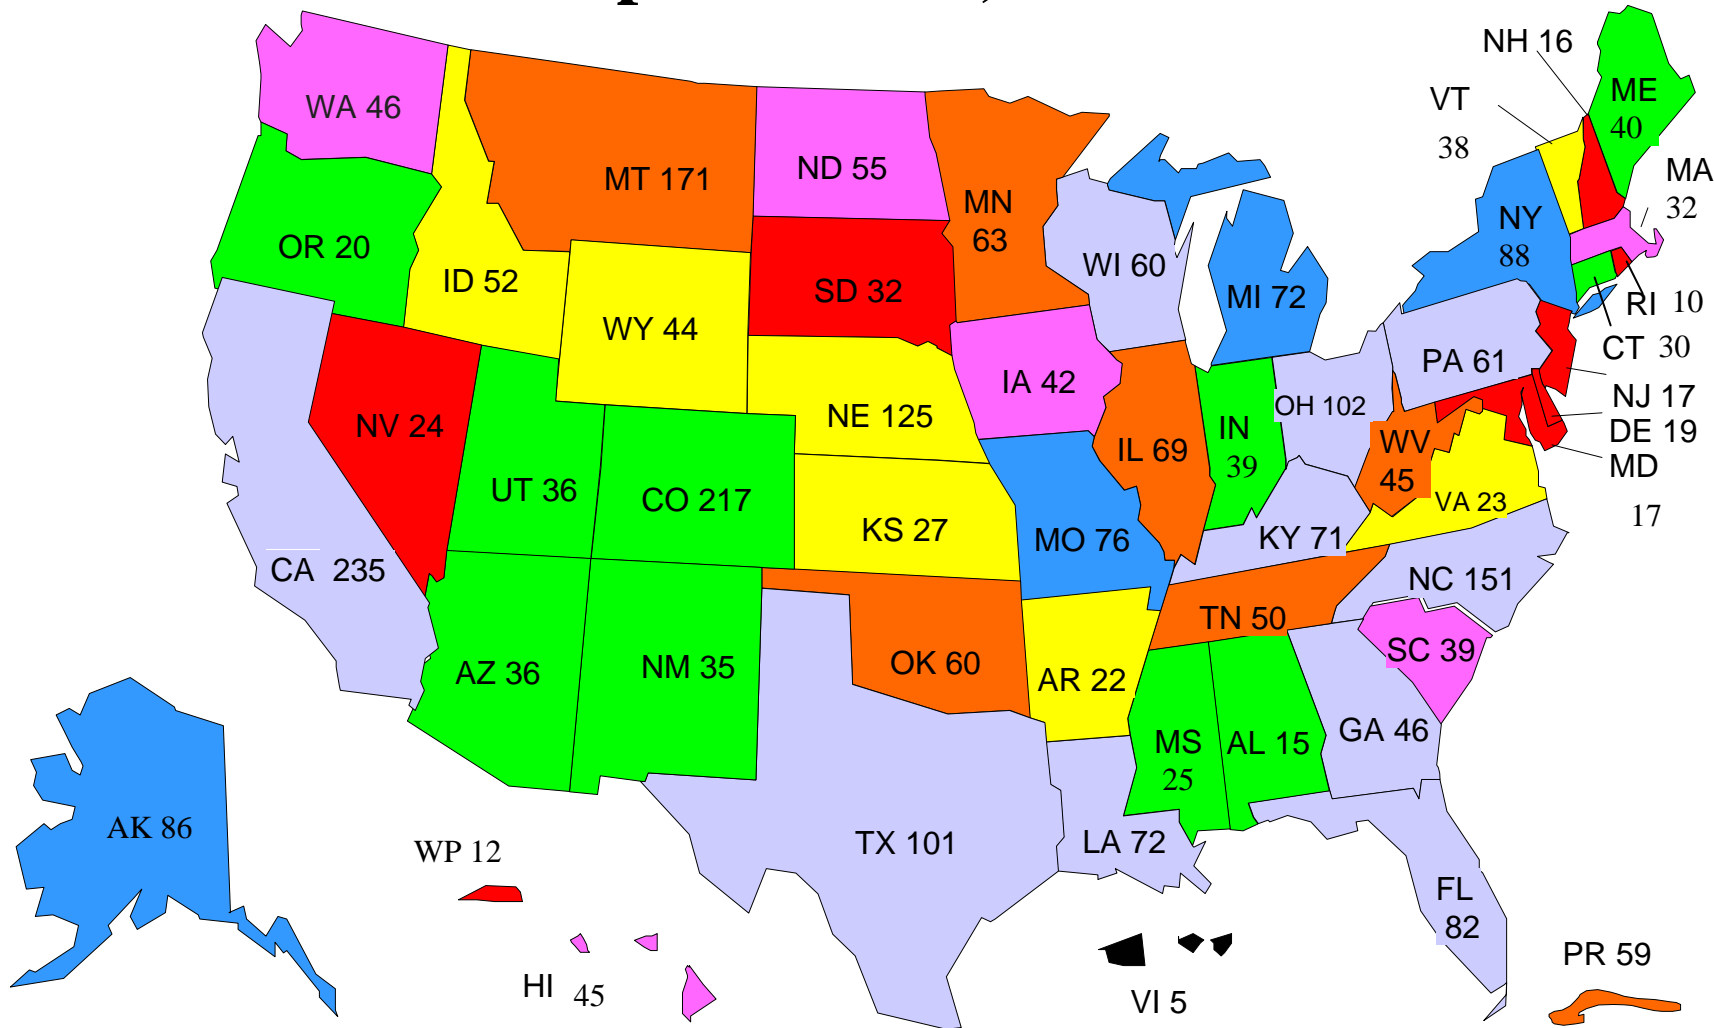 NH 16
ME
40
VT
38
WA 46
MA
32
ND 55
MT 171
MN
63
NY
88
OR 20
WI 60
ID 52
SD 32
MI 72
RI 10
WY 44
CT 30
PA 61
IA 42
NJ 17
OH 102
NE 125
NV 24
DE 19
IN
39
WV
45
IL 69
MD
17
UT 36
CO 217
VA 23
KS 27
MO 76
KY 71
CA 235
NC 151
TN 50
SC 39
OK 60
NM 35
AZ 36
AR 22
GA 46
MS
25
AL 15
AK 86
TX 101
LA 72
WP 12
FL
82
PR 59
HI 45
VI 5